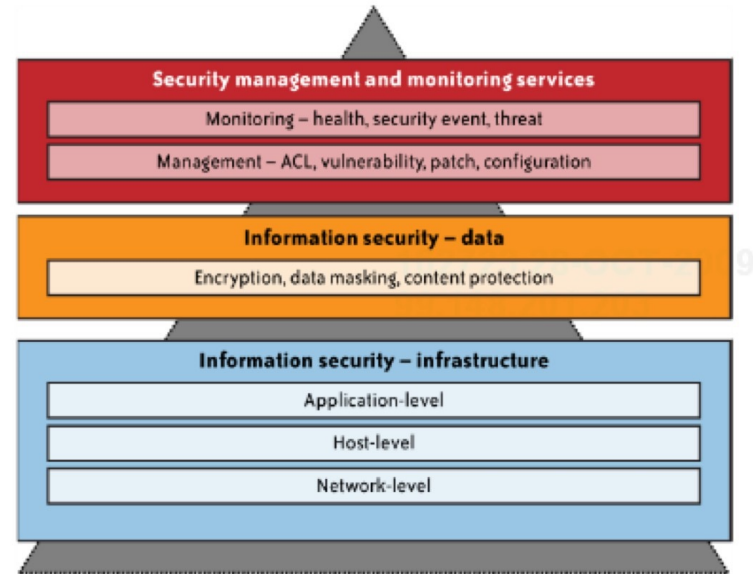 Security management and monitoring services
Monitoring – health, security event, threat
Management – ACL, vulnerability, patch, configuration
Information security – data
Encryption, data masking, content protection
Information security – infrastructure
Application-level
Host-level
Network-level